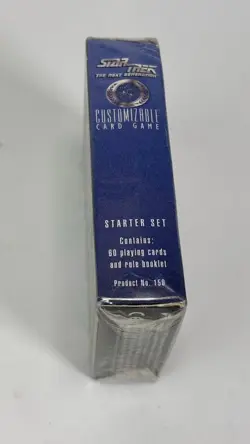 STAR
TREK
THE NEXT GENERATION
CUSTOMIZABLE
CARD GAME
STARTER SET
Contains:
60 playing cards
and rule booklet
Product No. 150